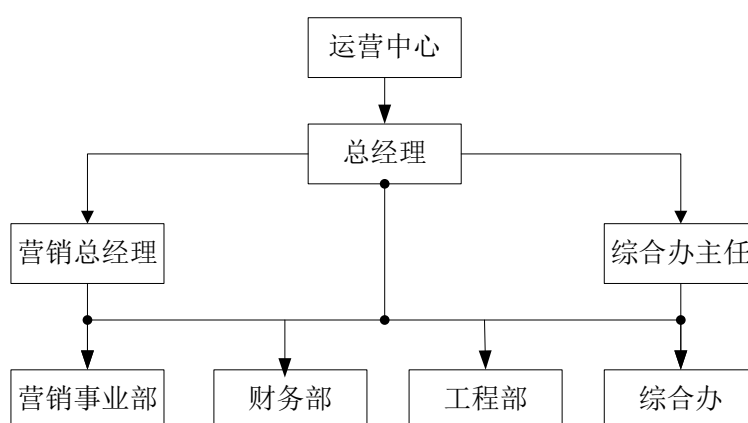 运营中心
总经理
营销总经理
综合办主任
营销事业部
财务部
工程部
综合办